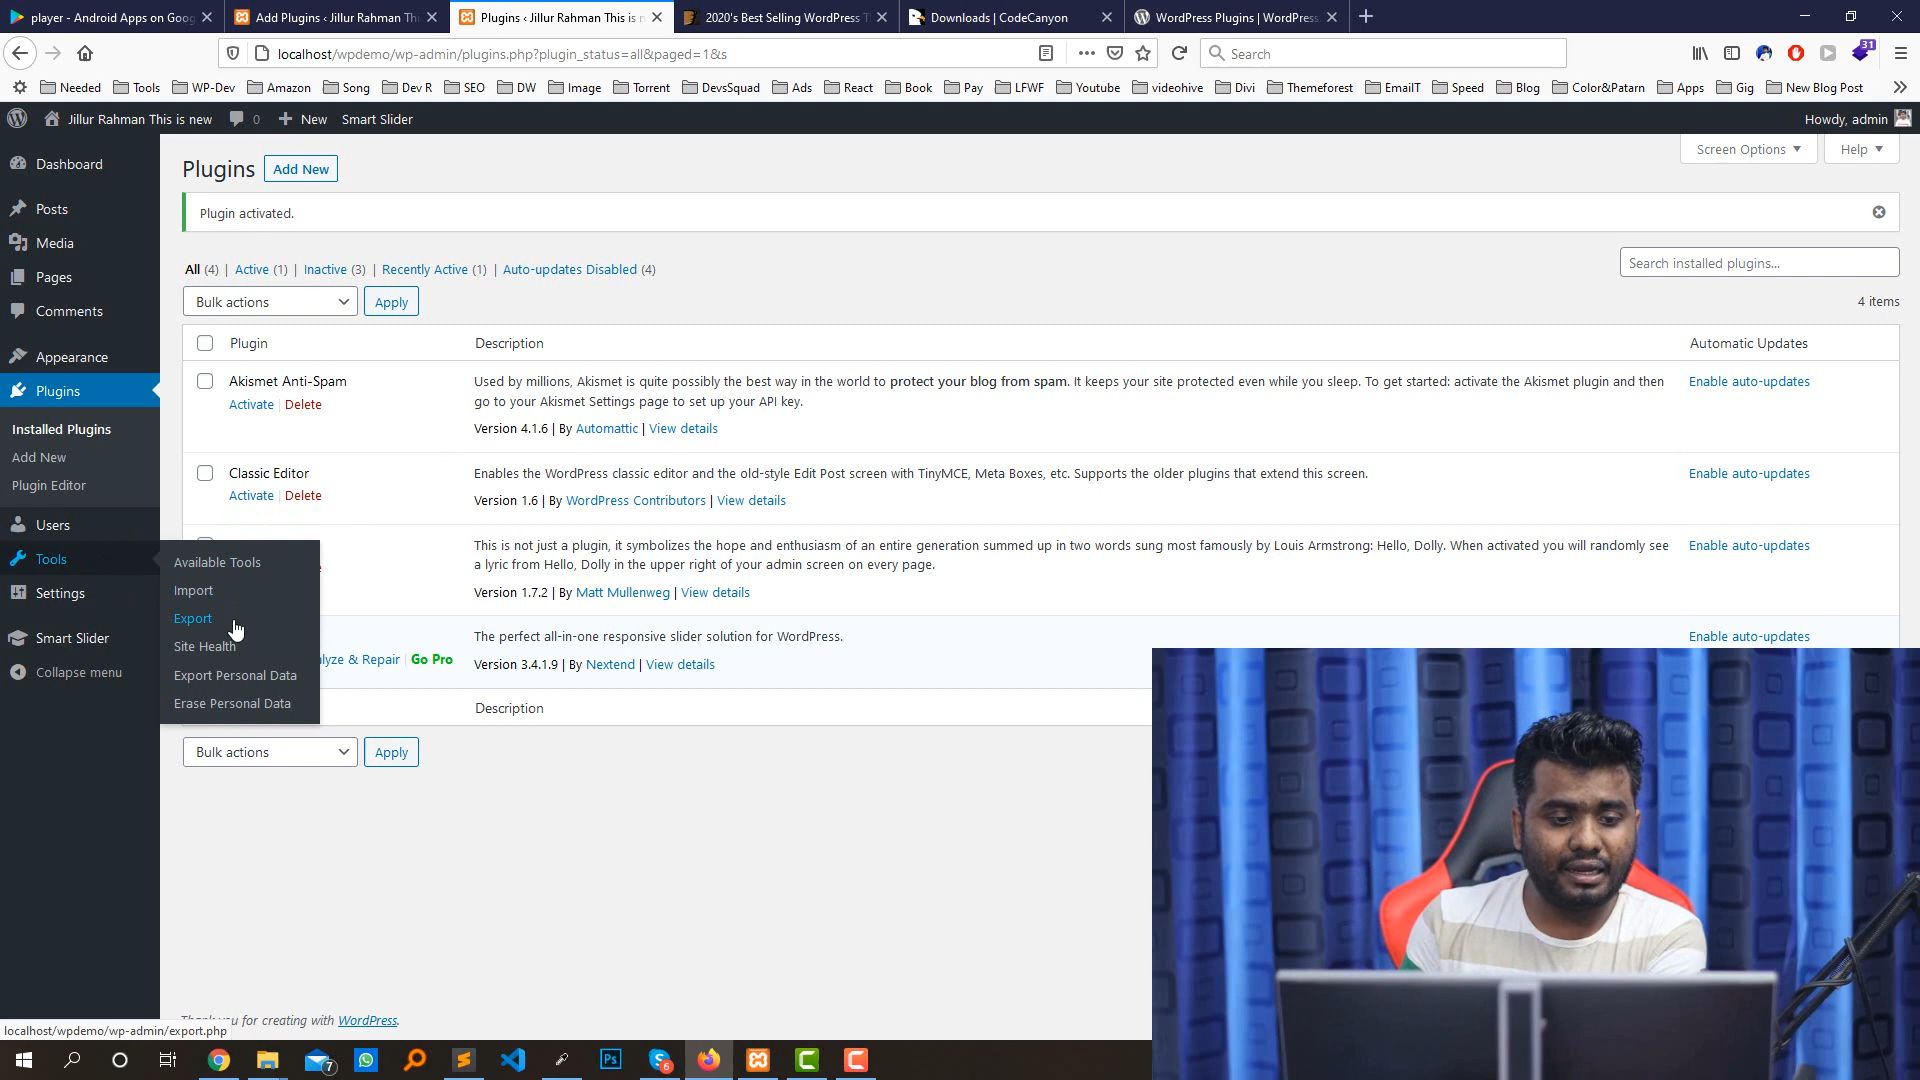 player - Android Apps on Goog
Add Plugins ‹ Jillur Rahman Thi
Plugins ‹ Jillur Rahman This is n
2020's Best Selling WordPress T
Downloads | CodeCanyon
WordPress Plugins | WordPress
localhost/wpdemo/wp-admin/plugins.php?plugin_status=all&paged=1&s
Search
31
Needed
Tools
WP-Dev
Amazon
Song
Dev R
SEO
DW
Image
Torrent
DevsSquad
Ads
React
Book
Pay
LFWF
Youtube
videohive
Divi
Themeforest
EmailT
Speed
Blog
Color&Patarn
Apps
Gig
New Blog Post
Jillur Rahman This is new
0
New
Smart Slider
Howdy, admin
Dashboard
Posts
Media
Pages
Comments
Appearance
Plugins
Installed Plugins
Add New
Plugin Editor
Users
Tools
Settings
Smart Slider
Collapse menu
Available Tools
Import
Export
Site Health
Export Personal Data
Erase Personal Data
Screen Options
Help
Plugins
Add New
Plugin activated.
All (4) | Active (1) | Inactive (3) | Recently Active (1) | Auto-updates Disabled (4)
Search installed plugins...
Bulk actions
Apply
4 items
Plugin
Description
Automatic Updates
Akismet Anti-Spam
Activate | Delete
Used by millions, Akismet is quite possibly the best way in the world to protect your blog from spam. It keeps your site protected even while you sleep. To get started: activate the Akismet plugin and then
go to your Akismet Settings page to set up your API key.
Version 4.1.6 | By Automattic | View details
Enable auto-updates
Classic Editor
Activate | Delete
Enables the WordPress classic editor and the old-style Edit Post screen with TinyMCE, Meta Boxes, etc. Supports the older plugins that extend this screen.
Version 1.6 | By WordPress Contributors | View details
Enable auto-updates
This is not just a plugin, it symbolizes the hope and enthusiasm of an entire generation summed up in two words sung most famously by Louis Armstrong: Hello, Dolly. When activated you will randomly see
a lyric from Hello, Dolly in the upper right of your admin screen on every page.
Version 1.7.2 | By Matt Mullenweg | View details
Enable auto-updates
lyze & Repair | Go Pro
The perfect all-in-one responsive slider solution for WordPress.
Version 3.4.1.9 | By Nextend | View details
Enable auto-updates
Description
Bulk actions
Apply
you for creating with WordPress.
localhost/wpdemo/wp-admin/export.php
7
Ps
6